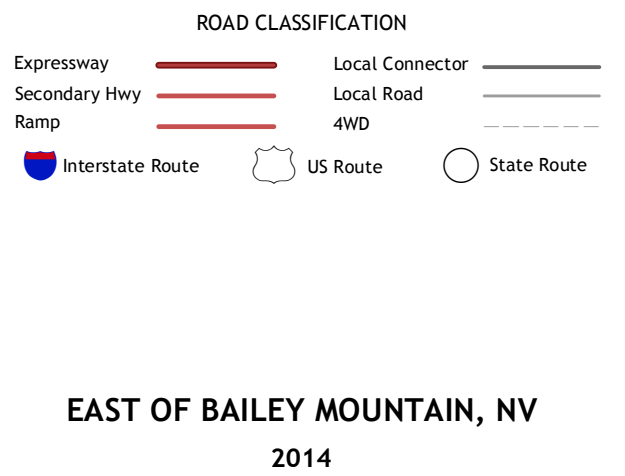 ROAD CLASSIFICATION
Expressway
Local Connector
Secondary Hwy
Local Road
Ramp
4WD
Interstate Route
US Route
State Route
EAST OF BAILEY MOUNTAIN, NV
2014